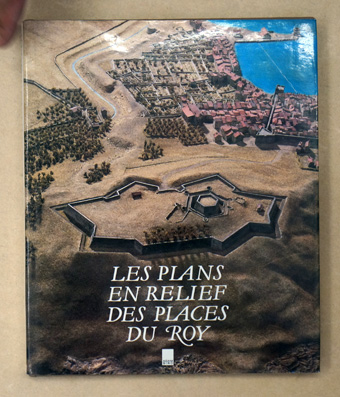 LES PLANS
EN RELIEF
DES PLACES
DU ROY